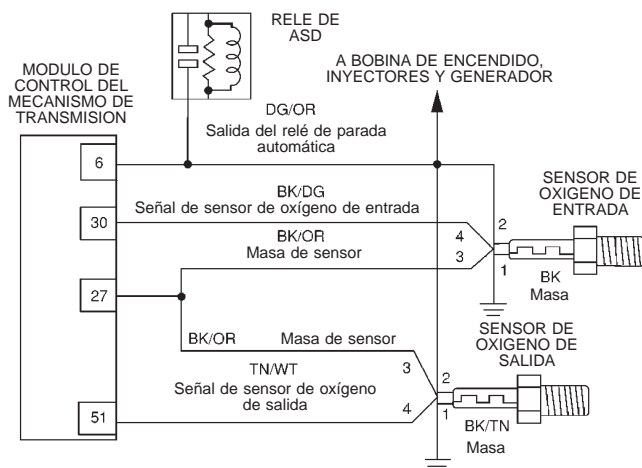 RELE DE
ASD
MODULO DE
CONTROL DEL
MECANISMO DE
TRANSMISION
A BOBINA DE ENCENDIDO,
INYECTORES Y GENERADOR
DG/OR
Salida del relé de parada
automática
6
SENSOR DE
OXIGENO DE
ENTRADA
BK/DG
Señal de sensor de oxígeno de entrada
30
2
4
BK/OR
Masa de sensor
3
1
BK
Masa
27
SENSOR DE
OXIGENO DE
SALIDA
BK/OR
Masa de sensor
3
2
TN/WT
Señal de sensor de oxígeno
de salida
4
1
51
BK/TN
Masa